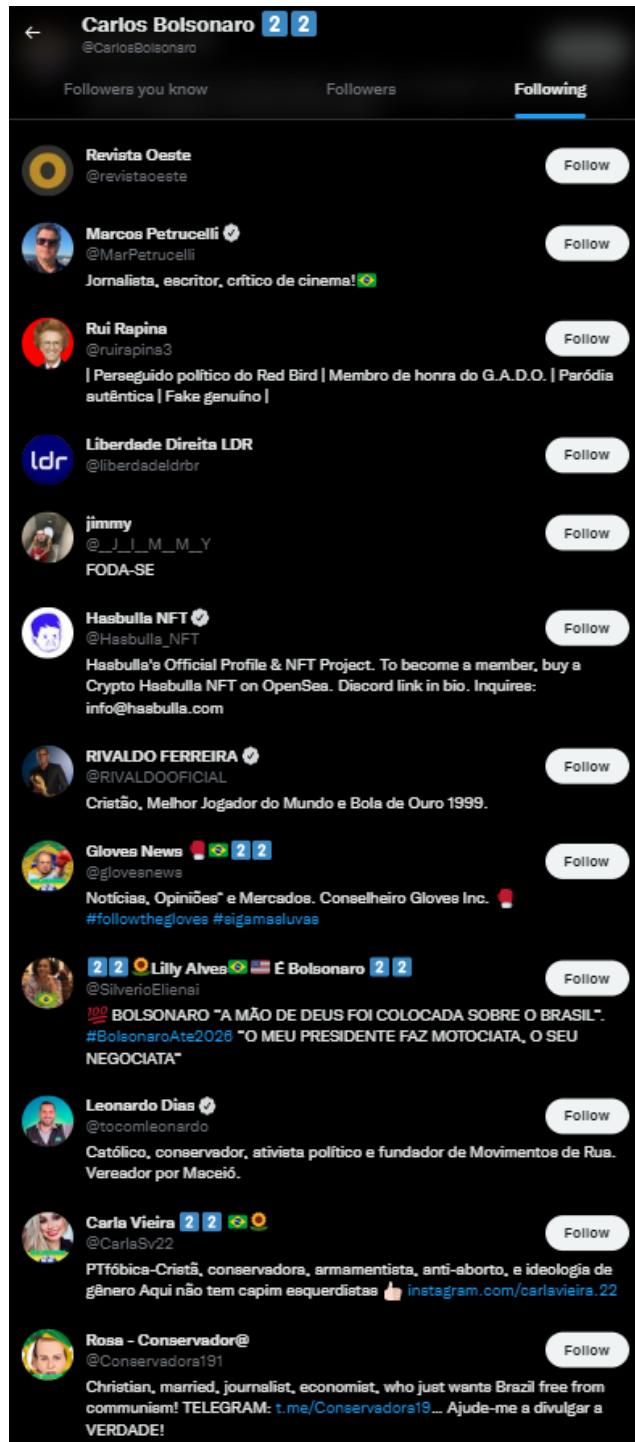 Carlos Bolsonaro 2️⃣2️⃣
@CarlosBolsonaro
Followers you know Followers Following
Revista Oeste
@revistaoeste
Follow
Marcos Petrucelli
@MarPetrucelli
Follow
Jornalista, escritor, crítico de cinema!🇧🇷
Rui Rapina
@ruirapina3
Follow
| Perseguido político do Red Bird | Membro de honra do G.A.D.O. | Paródia
autêntica | Fake genuíno |
ldr
Liberdade Direita LDR
@liberdadeldrbr
Follow
jimmy
@__J_I_M_M_Y
Follow
FODA-SE
Hasbulla NFT
@Hasbulla_NFT
Follow
Hasbulla's Official Profile & NFT Project. To become a member, buy a
Crypto Hasbulla NFT on OpenSea. Discord link in bio. Inquires:
info@hasbulla.com
RIVALDO FERREIRA
@RIVALDOOFICIAL
Follow
Cristão, Melhor Jogador do Mundo e Bola de Ouro 1999.
Gloves News 🥊🇧🇷2️⃣2️⃣
@glovesnews
Follow
Notícias, Opiniões" e Mercados. Conselheiro Gloves Inc. 🥊
#followthegloves #sigamasluvas
2️⃣2️⃣🌻Lilly Alves🇧🇷🇺🇸É Bolsonaro 2️⃣2️⃣
@SilverioElienai
Follow
💯 BOLSONARO "A MÃO DE DEUS FOI COLOCADA SOBRE O BRASIL".
#BolsonaroAte2026 "O MEU PRESIDENTE FAZ MOTOCIATA, O SEU
NEGOCIATA"
Leonardo Dias
@tocomleonardo
Follow
Católico, conservador, ativista político e fundador de Movimentos de Rua.
Vereador por Maceió.
Carla Vieira 2️⃣2️⃣🇧🇷🌻
@CarlaSv22
Follow
PTfóbica-Cristã, conservadora, armamentista, anti-aborto, e ideologia de
gênero Aqui não tem capim esquerdistas 👍🏻 instagram.com/carlavieira.22
Rosa - Conservador@
@Conservadora191
Follow
Christian, married, journalist, economist, who just wants Brazil free from
communism! TELEGRAM: t.me/Conservadora19... Ajude-me a divulgar a
VERDADE!